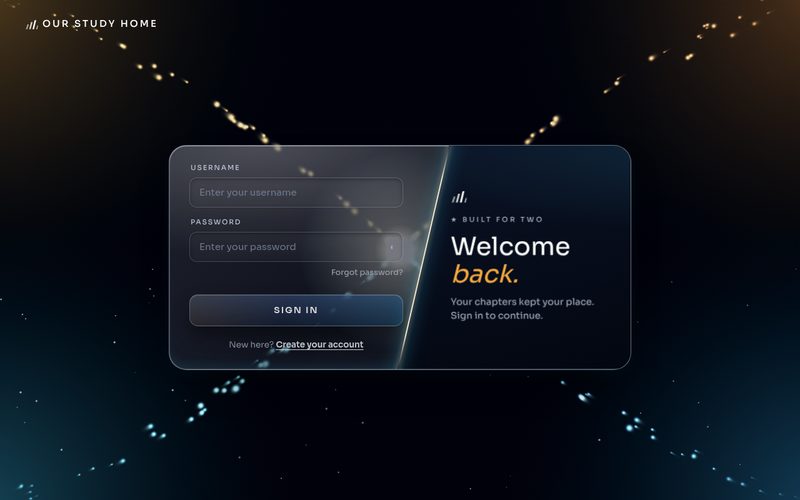 OUR STUDY HOME
USERNAME
Enter your username
PASSWORD
Enter your password
Forgot password?
SIGN IN
New here? Create your account
★ BUILT FOR TWO
Welcome
back.
Your chapters kept your place.
Sign in to continue.